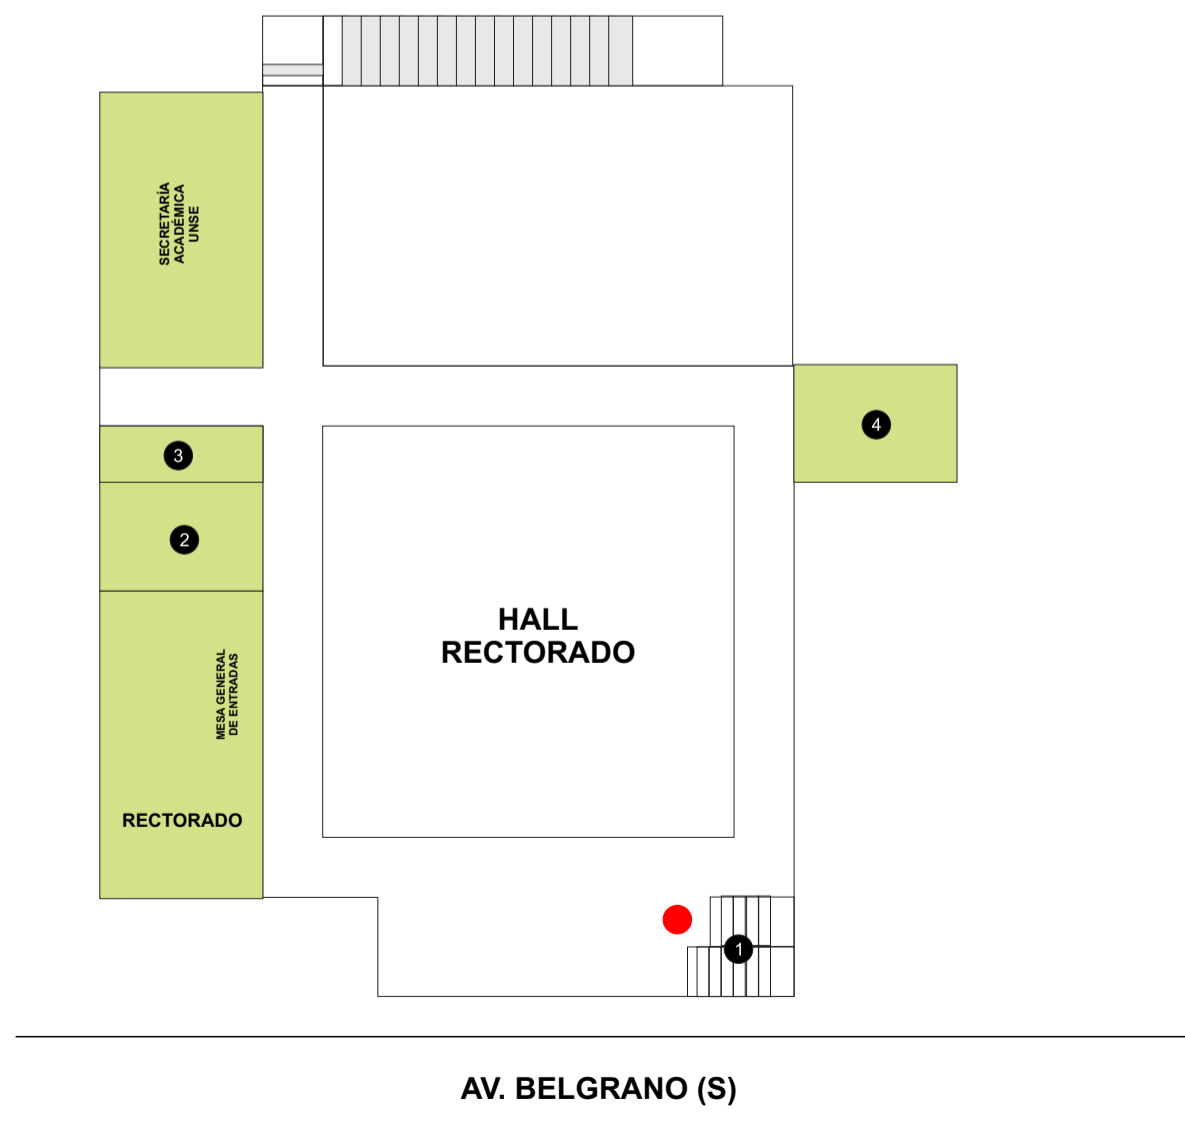 SECRETARÍA
ACADÉMICA
UNSE
4
3
2
HALL
RECTORADO
MESA GENERAL
DE ENTRADAS
RECTORADO
1
AV. BELGRANO (S)